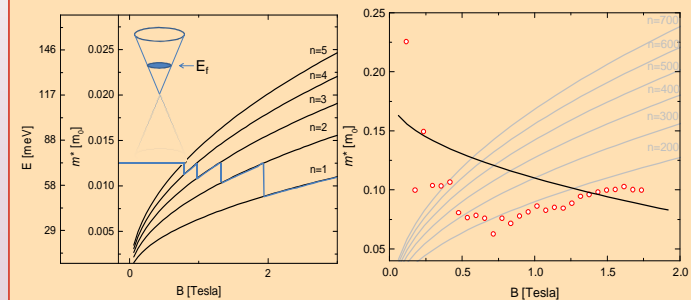 E [meV]
146
117
88
58
29
m* [m₀]
0.025
0.020
0.015
0.010
0.005
E_f
n=5
n=4
n=3
n=2
n=1
0
2
B [Tesla]
m* [m₀]
0.25
0.20
0.15
0.10
0.05
n=700
n=600
n=500
n=400
n=300
n=200
0.0
0.5
1.0
1.5
2.0
B [Tesla]